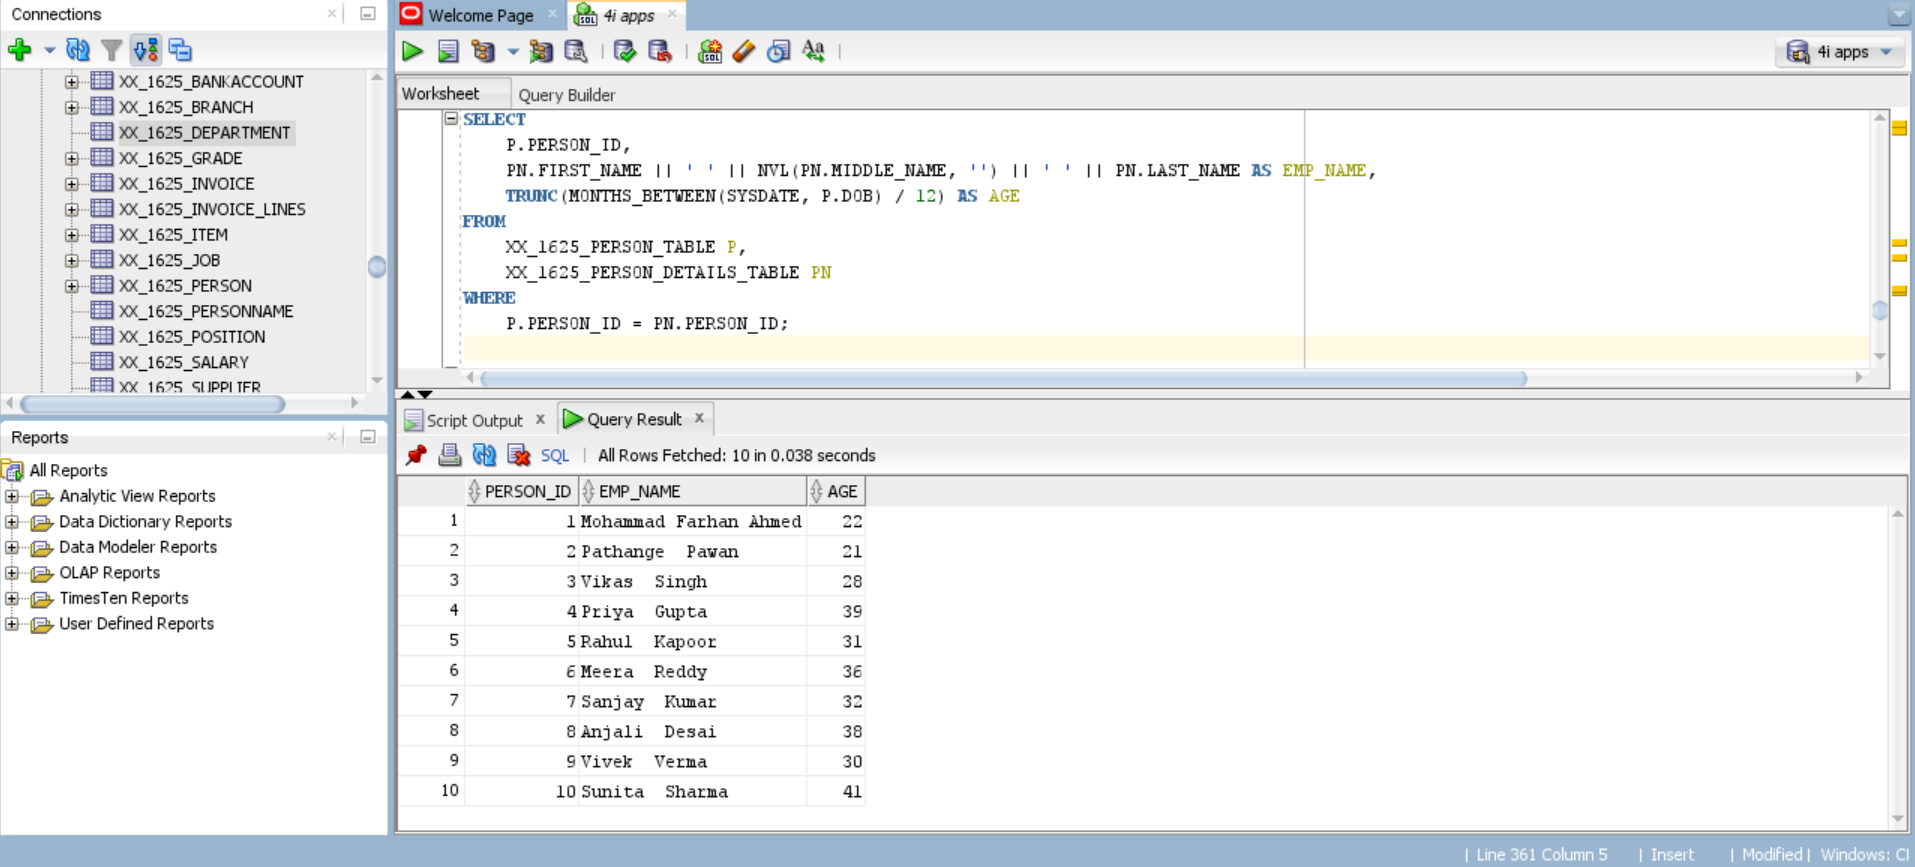 Connections
XX_1625_BANKACCOUNT
XX_1625_BRANCH
XX_1625_DEPARTMENT
XX_1625_GRADE
XX_1625_INVOICE
XX_1625_INVOICE_LINES
XX_1625_ITEM
XX_1625_JOB
XX_1625_PERSON
XX_1625_PERSONNAME
XX_1625_POSITION
XX_1625_SALARY
XX_1625_SUPPLIER
Reports
All Reports
Analytic View Reports
Data Dictionary Reports
Data Modeler Reports
OLAP Reports
TimesTen Reports
User Defined Reports
Welcome Page
4i apps
4i apps
Worksheet
Query Builder
SELECT
P.PERSON_ID,
PN.FIRST_NAME || ' ' || NVL(PN.MIDDLE_NAME, '') || ' ' || PN.LAST_NAME AS EMP_NAME,
TRUNC(MONTHS_BETWEEN(SYSDATE, P.DOB) / 12) AS AGE
FROM
XX_1625_PERSON_TABLE P,
XX_1625_PERSON_DETAILS_TABLE PN
WHERE
P.PERSON_ID = PN.PERSON_ID;
Script Output x
Query Result x
SQL | All Rows Fetched: 10 in 0.038 seconds
PERSON_ID EMP_NAME AGE
1 1 Mohammad Farhan Ahmed 22
2 2 Pathange  Pawan 21
3 3 Vikas  Singh 28
4 4 Priya  Gupta 39
5 5 Rahul  Kapoor 31
6 6 Meera  Reddy 36
7 7 Sanjay  Kumar 32
8 8 Anjali  Desai 38
9 9 Vivek  Verma 30
10 10 Sunita  Sharma 41
| Line 361 Column 5 | Insert | Modified | Windows: Cl